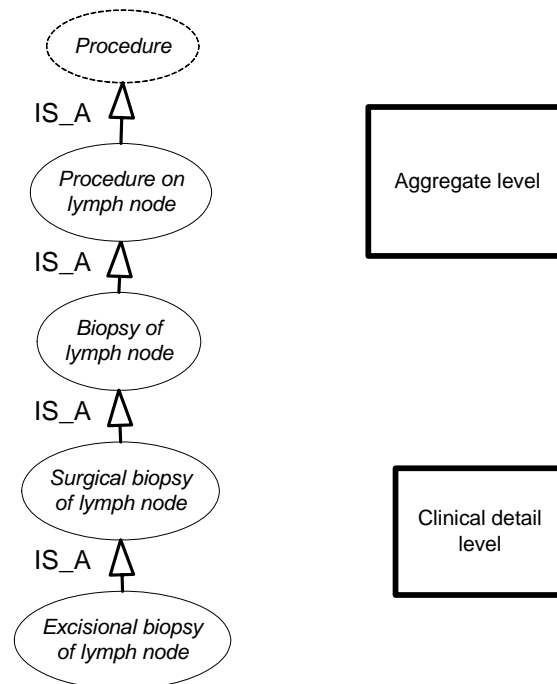 Procedure
IS_A
Procedure on
lymph node
Aggregate level
IS_A
Biopsy of
lymph node
IS_A
Surgical biopsy
of lymph node
Clinical detail
level
IS_A
Excisional biopsy
of lymph node